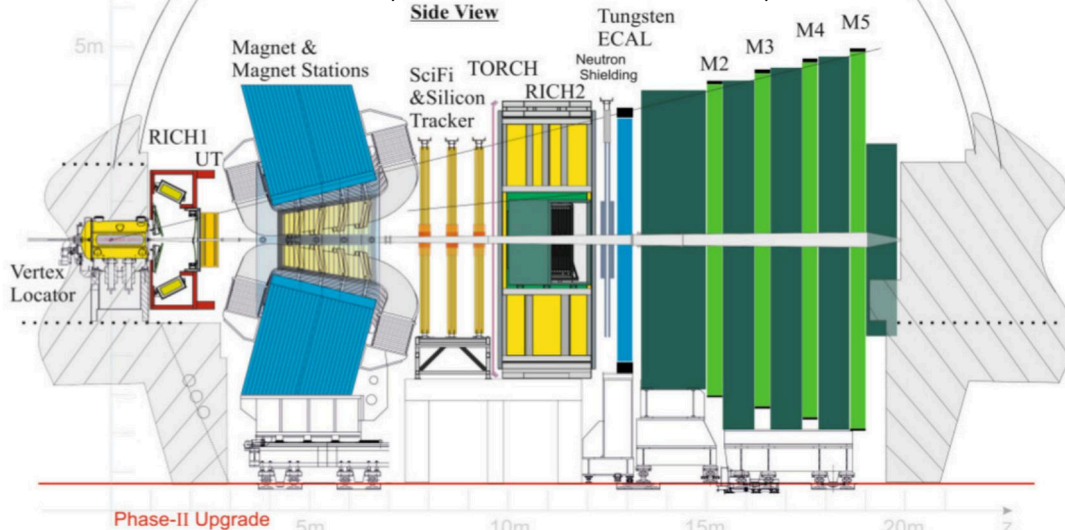 Side View
5m
Magnet &
Magnet Stations
SciFi
&Silicon
Tracker
TORCH
RICH2
Neutron
Shielding
Tungsten
ECAL
M2
M3
M4
M5
RICH1
UT
Vertex
Locator
Phase-II Upgrade
5m
10m
15m
20m
z